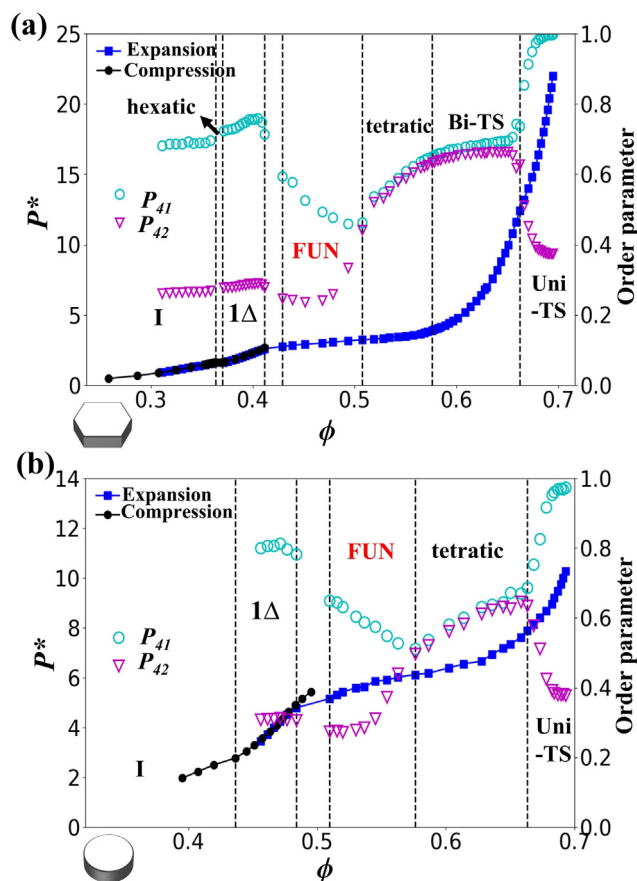 (a)
25
20
15
10
5
0
P*
Expansion
Compression
hexatic
P41
P42
I
1Δ
FUN
tetratic
Bi-TS
Uni
-TS
1.0
0.8
0.6
0.4
0.2
0.0
Order parameter
0.3
0.4
0.5
0.6
0.7
ϕ
(b)
14
12
10
8
6
4
2
0
P*
Expansion
Compression
P41
P42
I
1Δ
FUN
tetratic
Uni
-TS
1.0
0.8
0.6
0.4
0.2
0.0
Order parameter
0.4
0.5
0.6
0.7
ϕ